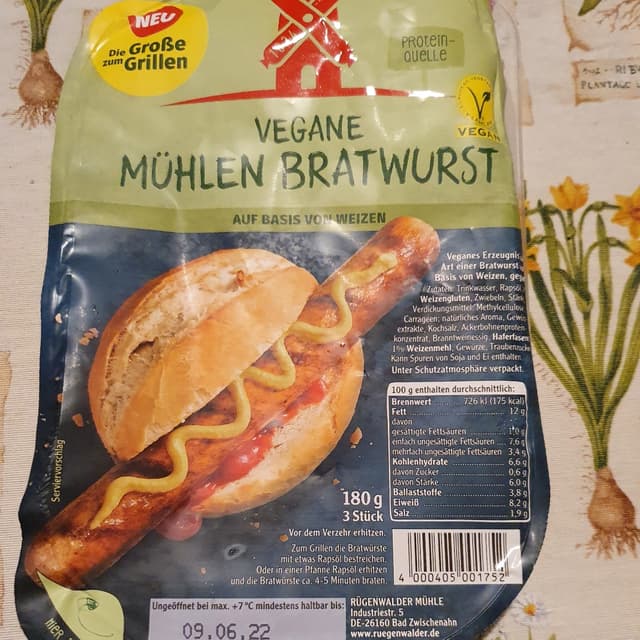 NEU
Die Große
zum Grillen
PROTEIN-
QUELLE
VEGAN
VEGANE
MÜHLEN BRATWURST
AUF BASIS VON WEIZEN
Veganes Erzeugnis
Art einer Bratwurst
Basis von Weizen,
Zutaten: Trinkwasser, Rapsöl
Weizengluten, Zwiebeln,
Verdickungsmittel: Methylcellulose
Carrageen; natürliches Aroma,
extrakte, Kochsalz, Ackerbohnenprotein
konzentrat, Branntweinessig, Haferfasern
1% Weizenmehl, Gewürze, Traubenzucker
Kann Spuren von Soja und Ei enthalten.
Unter Schutzatmosphäre verpackt.
100 g enthalten durchschnittlich:
Brennwert 726 kJ (175 kcal)
Fett 12 g
davon
gesättigte Fettsäuren 1,0 g
einfach ungesättigte Fettsäuren 7,6 g
mehrfach ungesättigte Fettsäuren 3,4 g
Kohlenhydrate 6,6 g
davon Zucker 0,6 g
davon Stärke 6,0 g
Ballaststoffe 3,8 g
Eiweiß 8,2 g
Salz 1,9 g
Serviervorschlag
180 g
3 Stück
Vor dem Verzehr erhitzen.
Zum Grillen die Bratwürste
mit etwas Rapsöl bestreichen.
Oder in einer Pfanne Rapsöl erhitzen
und die Bratwürste ca. 4-5 Minuten braten.
4 000405 001752
HIER
Ungeöffnet bei max. +7 °C mindestens haltbar bis:
09.06.22
RÜGENWALDER MÜHLE
Industriestr. 5
DE-26160 Bad Zwischenahn
www.ruegenwalder.de